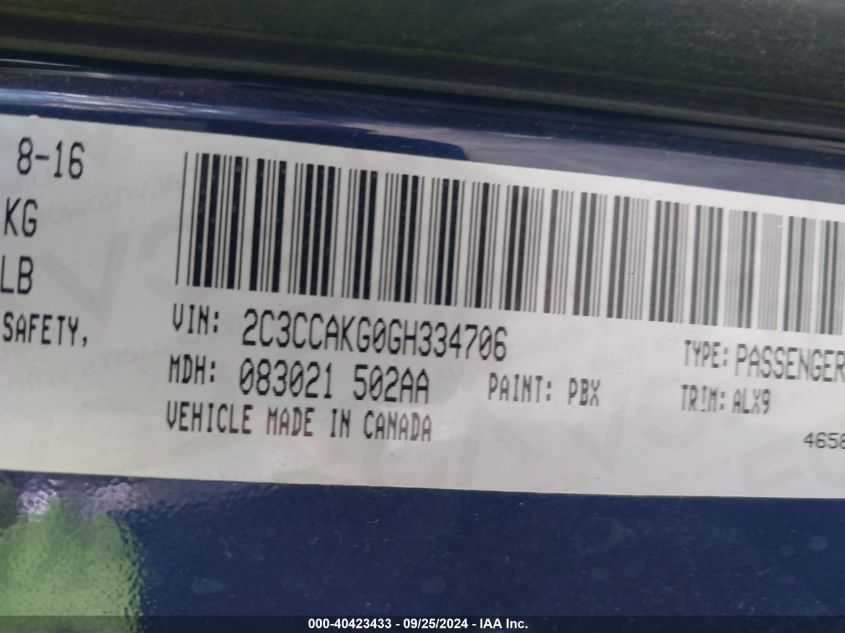 8-16
KG
LB
SAFETY,
VIN: 2C3CCAKG0GH334706
TYPE: PASSENGER
MDH: 083021 502AA PAINT: PBX TRIM: ALX9
VEHICLE MADE IN CANADA
4658
000-40423433 - 09/25/2024 - IAA Inc.